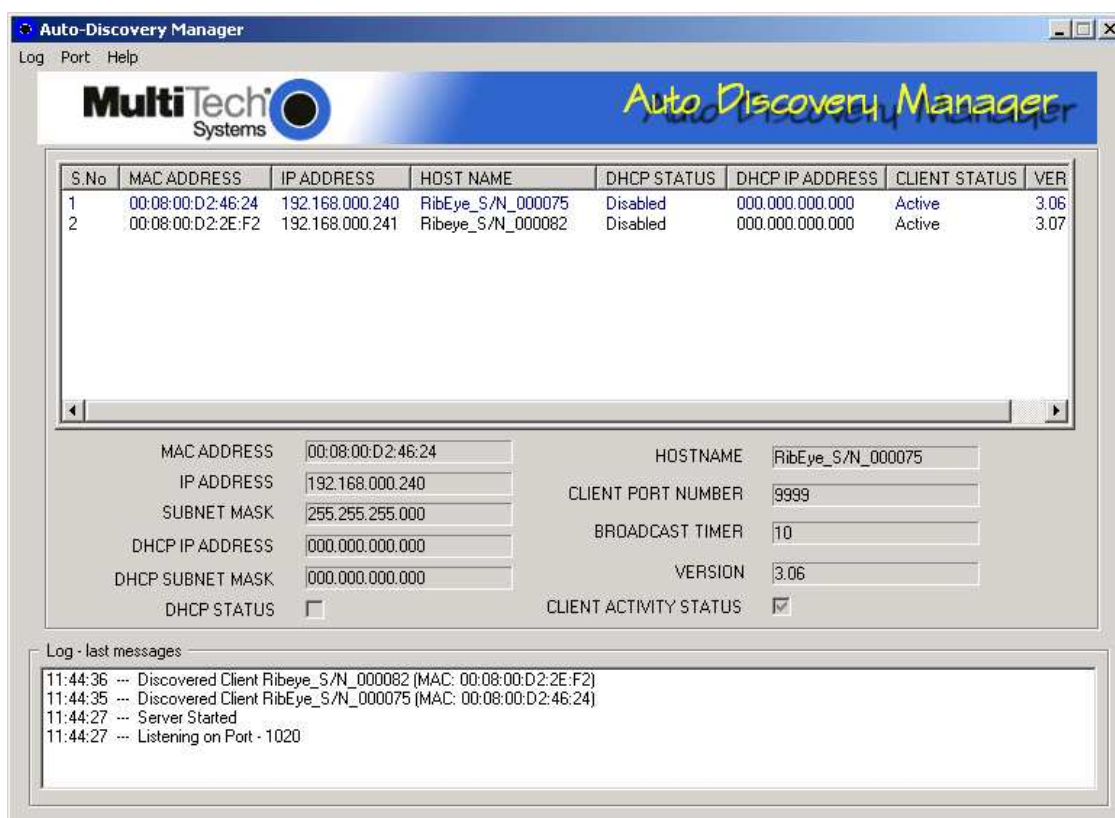 Auto-Discovery Manager
Log Port Help
MultiTech Systems
Auto Discovery Manager
S.No MAC ADDRESS IP ADDRESS HOST NAME DHCP STATUS DHCP IP ADDRESS CLIENT STATUS VER
1 00:08:00:D2:46:24 192.168.000.240 RibEye_S/N_000075 Disabled 000.000.000.000 Active 3.06
2 00:08:00:D2:2E:F2 192.168.000.241 Ribeye_S/N_000082 Disabled 000.000.000.000 Active 3.07
MAC ADDRESS 00:08:00:D2:46:24
IP ADDRESS 192.168.000.240
SUBNET MASK 255.255.255.000
DHCP IP ADDRESS 000.000.000.000
DHCP SUBNET MASK 000.000.000.000
DHCP STATUS
HOSTNAME RibEye_S/N_000075
CLIENT PORT NUMBER 9999
BROADCAST TIMER 10
VERSION 3.06
CLIENT ACTIVITY STATUS
Log - last messages
11:44:36 --- Discovered Client Ribeye_S/N_000082 (MAC: 00:08:00:D2:2E:F2)
11:44:35 --- Discovered Client RibEye_S/N_000075 (MAC: 00:08:00:D2:46:24)
11:44:27 --- Server Started
11:44:27 --- Listening on Port - 1020